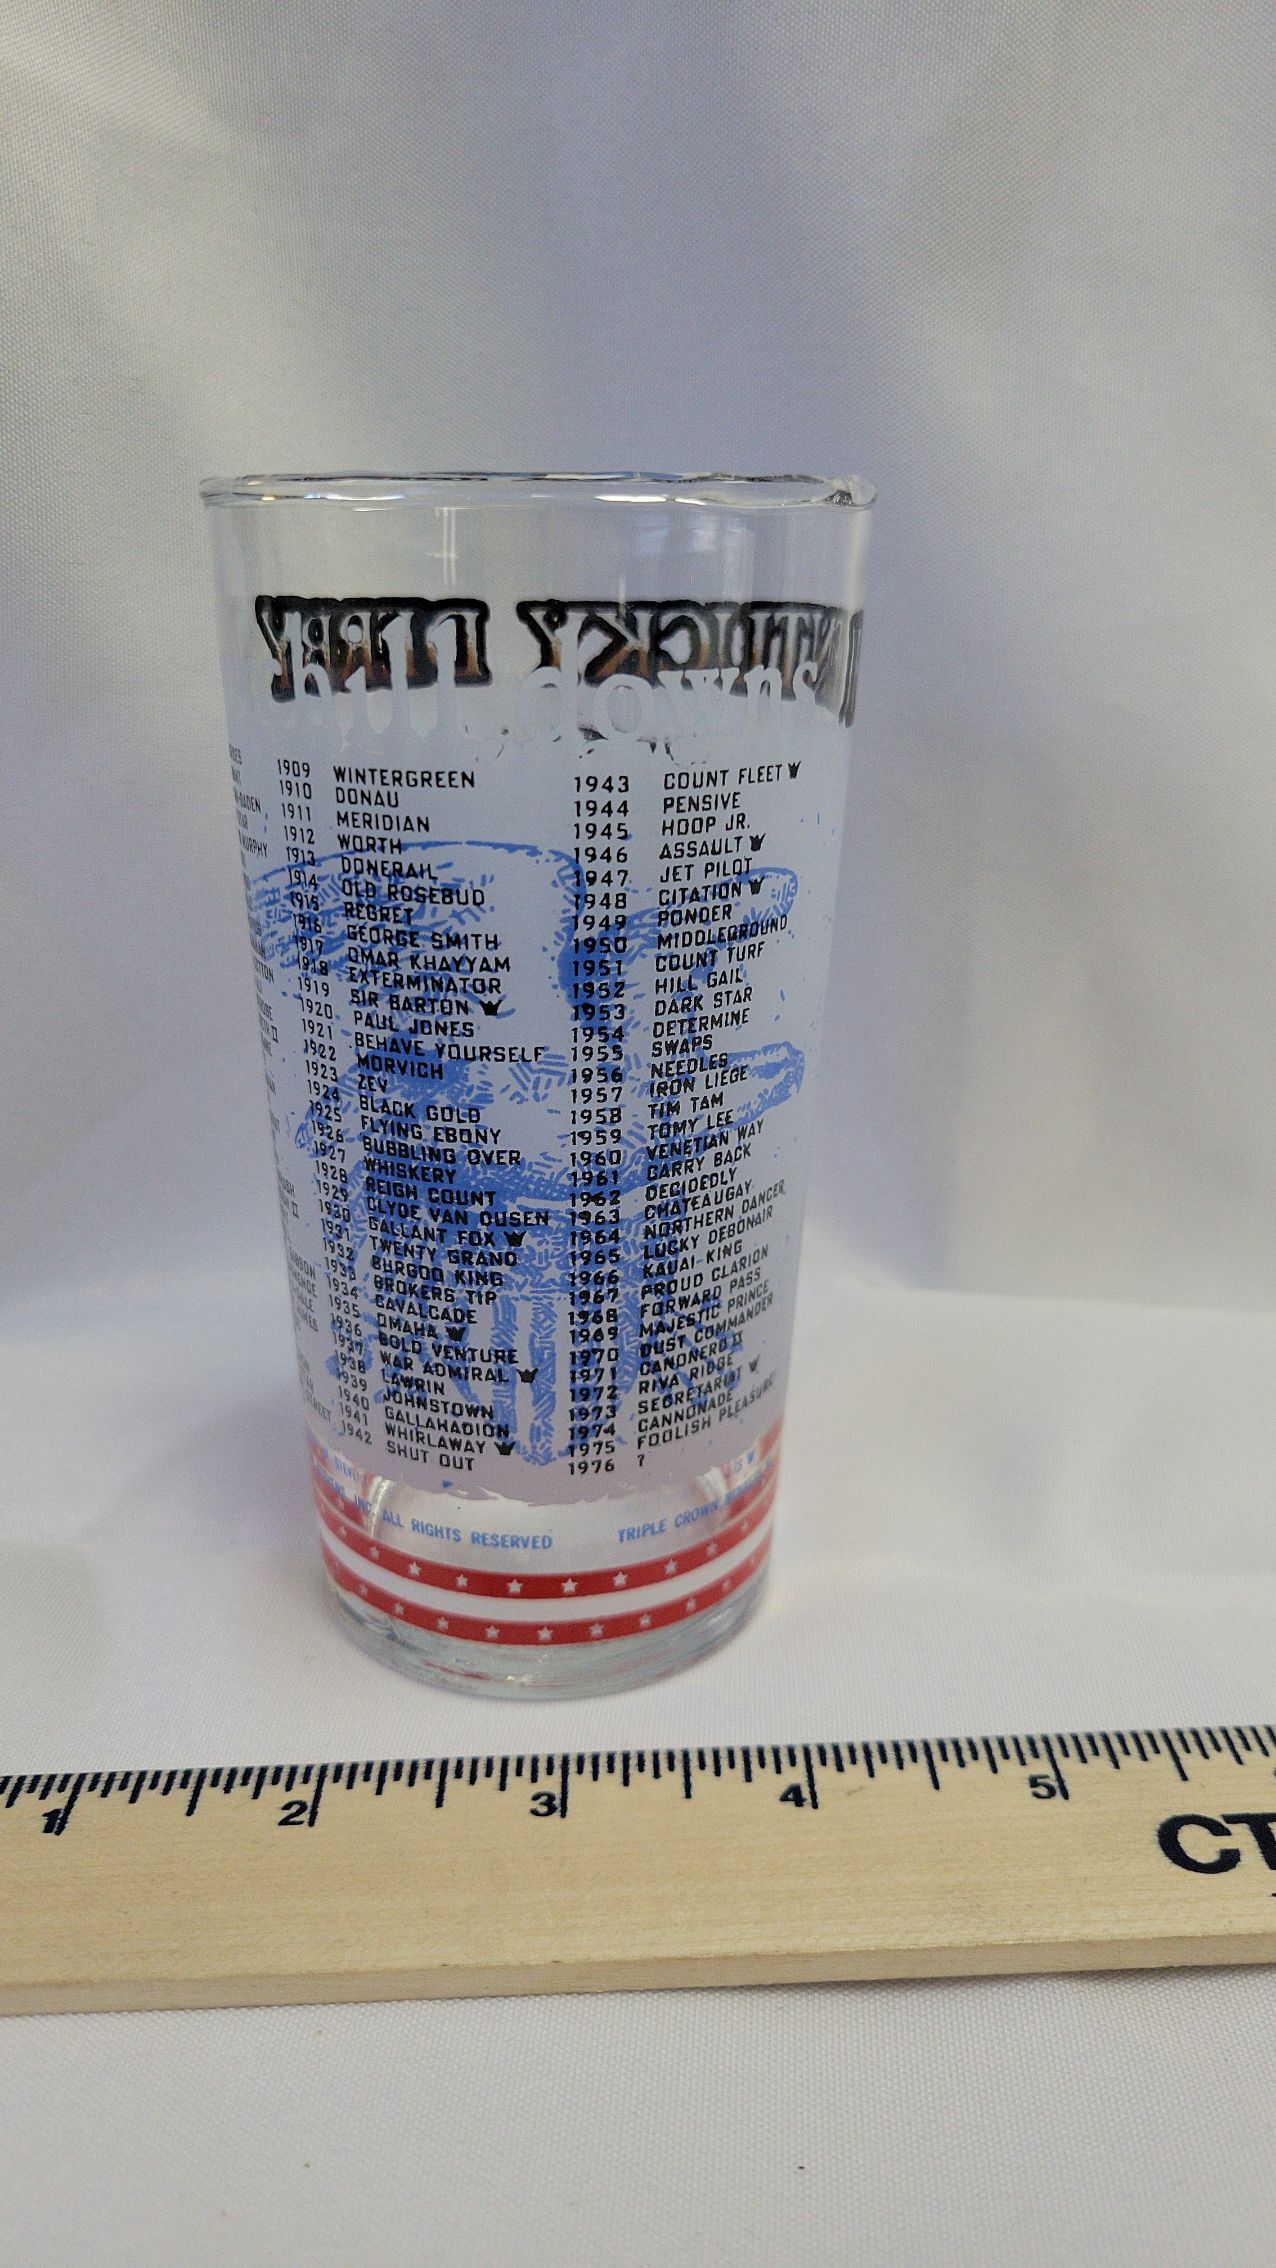 churchill downs
1909 WINTERGREEN
1910 DONAU
1911 MERIDIAN
1912 WORTH
1913 DONERAIL
1914 OLD ROSEBUD
1915 REGRET
1916 GEORGE SMITH
1917 OMAR KHAYYAM
1918 EXTERMINATOR
1919 SIR BARTON
1920 PAUL JONES
1921 BEHAVE YOURSELF
1922 MORVICH
1923 ZEV
1924 BLACK GOLD
1925 FLYING EBONY
1926 BUBBLING OVER
1927 WHISKERY
1928 REIGH COUNT
1929 CLYDE VAN DUSEN
1930 GALLANT FOX
1931 TWENTY GRAND
1932 BURGOO KING
1933 BROKERS TIP
1934 CAVALCADE
1935 OMAHA
1936 BOLD VENTURE
1937 WAR ADMIRAL
1938 LAWRIN
1939 JOHNSTOWN
1940 GALLAHADION
1941 WHIRLAWAY
1942 SHUT OUT
1943 COUNT FLEET
1944 PENSIVE
1945 HOOP JR.
1946 ASSAULT
1947 JET PILOT
1948 CITATION
1949 PONDER
1950 MIDDLEGROUND
1951 COUNT TURF
1952 HILL GAIL
1953 DARK STAR
1954 DETERMINE
1955 SWAPS
1956 NEEDLES
1957 IRON LIEGE
1958 TIM TAM
1959 TOMY LEE
1960 VENETIAN WAY
1961 CARRY BACK
1962 DECIDEDLY
1963 CHATEAUGAY
1964 NORTHERN DANCER
1965 LUCKY DEBONAIR
1966 KAUAI KING
1967 PROUD CLARION
1968 FORWARD PASS
1969 MAJESTIC PRINCE
1970 DUST COMMANDER
1971 CANONERO II
1972 RIVA RIDGE
1973 SECRETARIAT
1974 CANNONADE
1975 FOOLISH PLEASURE
1976 ?
INC. ALL RIGHTS RESERVED
TRIPLE CROWN
1 2 3 4 5